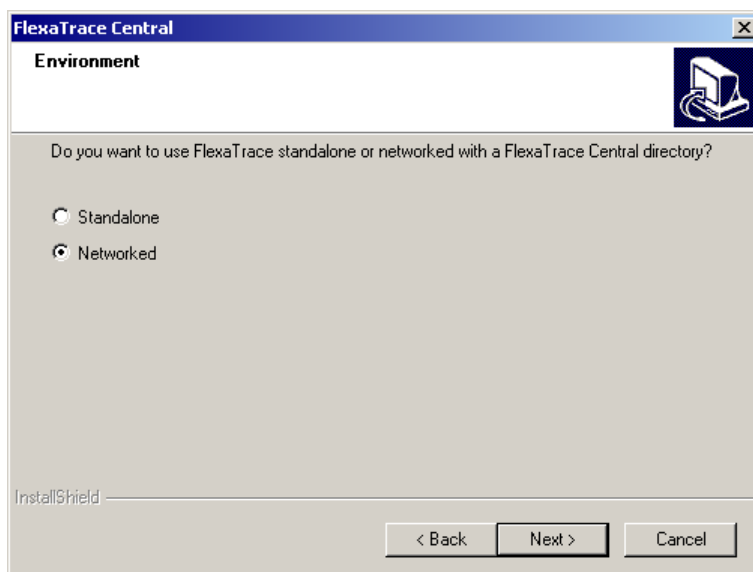 FlexaTrace Central
Environment
Do you want to use FlexaTrace standalone or networked with a FlexaTrace Central directory?
Standalone
Networked
InstallShield
< Back
Next >
Cancel